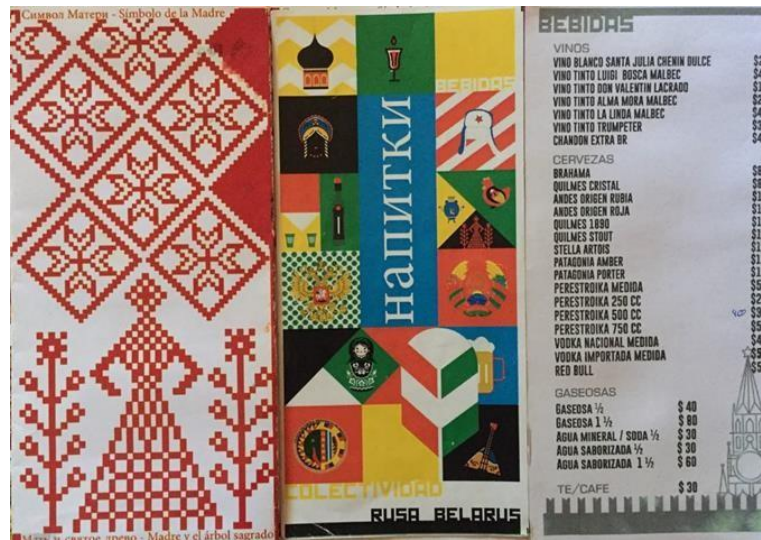 Символ Матери - Símbolo de la Madre
Мать и святое древо - Madre y el árbol sagrado
BEBIDAS
напитки
COLECTIVIDAD
RUSA BELARUS
BEBIDAS
VINOS
VINO BLANCO SANTA JULIA CHENIN DULCE
VINO TINTO LUIGI BOSCA MALBEC
VINO TINTO DON VALENTIN LACRADO
VINO TINTO ALMA MORA MALBEC
VINO TINTO LA LINDA MALBEC
VINO TINTO TRUMPETER
CHANDON EXTRA BR
CERVEZAS
BRAHAMA
QUILMES CRISTAL
ANDES ORIGEN RUBIA
ANDES ORIGEN ROJA
QUILMES 1890
QUILMES STOUT
STELLA ARTOIS
PATAGONIA AMBER
PATAGONIA PORTER
PERESTROIKA MEDIDA
PERESTROIKA 250 CC
PERESTROIKA 500 CC
PERESTROIKA 750 CC
VODKA NACIONAL MEDIDA
VODKA IMPORTADA MEDIDA
RED BULL
GASEOSAS
GASEOSA ½ $ 40
GASEOSA 1 ½ $ 80
AGUA MINERAL / SODA ½ $ 30
AGUA SABORIZADA ½ $ 30
AGUA SABORIZADA 1 ½ $ 60
TE/CAFE $ 30